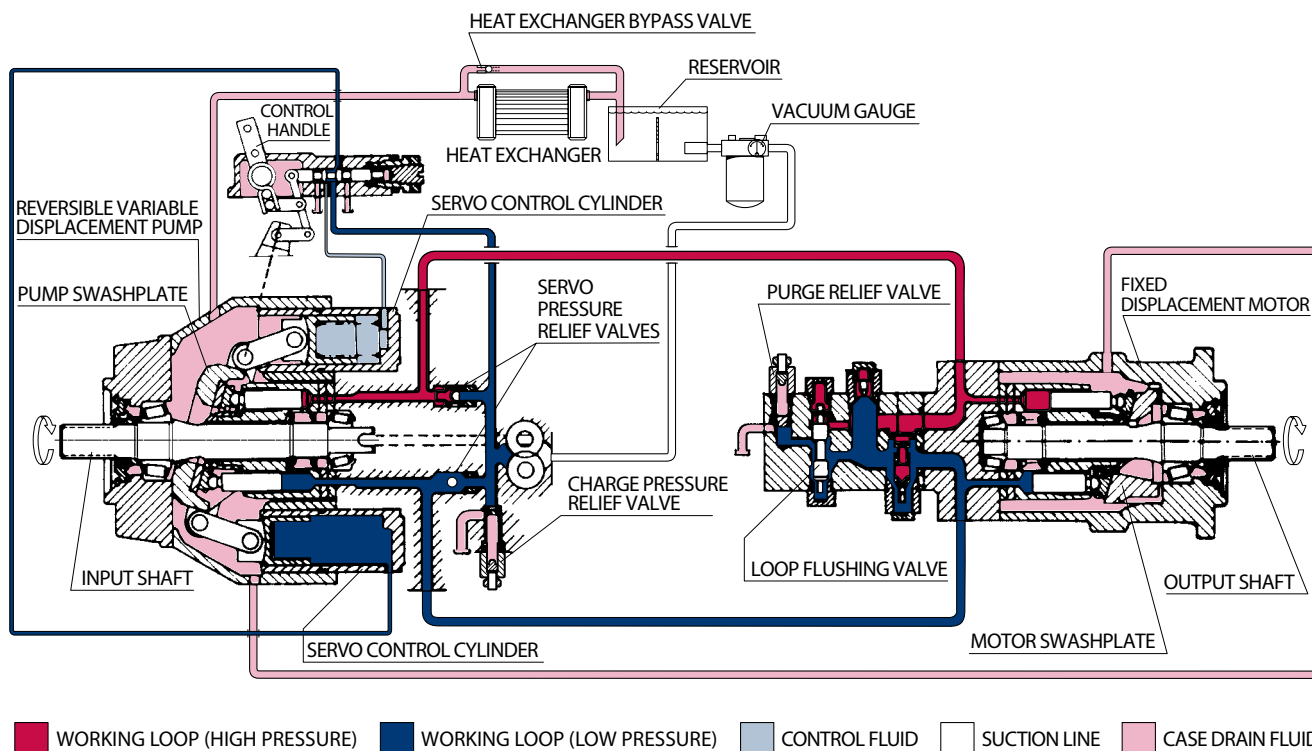 HEAT EXCHANGER BYPASS VALVE
RESERVOIR
VACUUM GAUGE
CONTROL
HANDLE
HEAT EXCHANGER
REVERSIBLE VARIABLE
DISPLACEMENT PUMP
SERVO CONTROL CYLINDER
PUMP SWASHPLATE
SERVO
PRESSURE
RELIEF VALVES
PURGE RELIEF VALVE
FIXED
DISPLACEMENT MOTOR
CHARGE PRESSURE
RELIEF VALVE
INPUT SHAFT
LOOP FLUSHING VALVE
OUTPUT SHAFT
SERVO CONTROL CYLINDER
MOTOR SWASHPLATE
WORKING LOOP (HIGH PRESSURE)
WORKING LOOP (LOW PRESSURE)
CONTROL FLUID
SUCTION LINE
CASE DRAIN FLUID